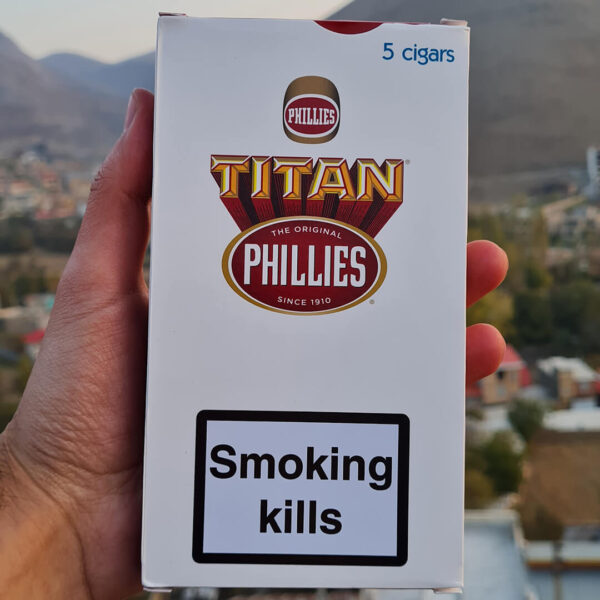 5 cigars
PHILLIES
TITAN®
THE ORIGINAL
PHILLIES
SINCE 1910 ®
Smoking
kills